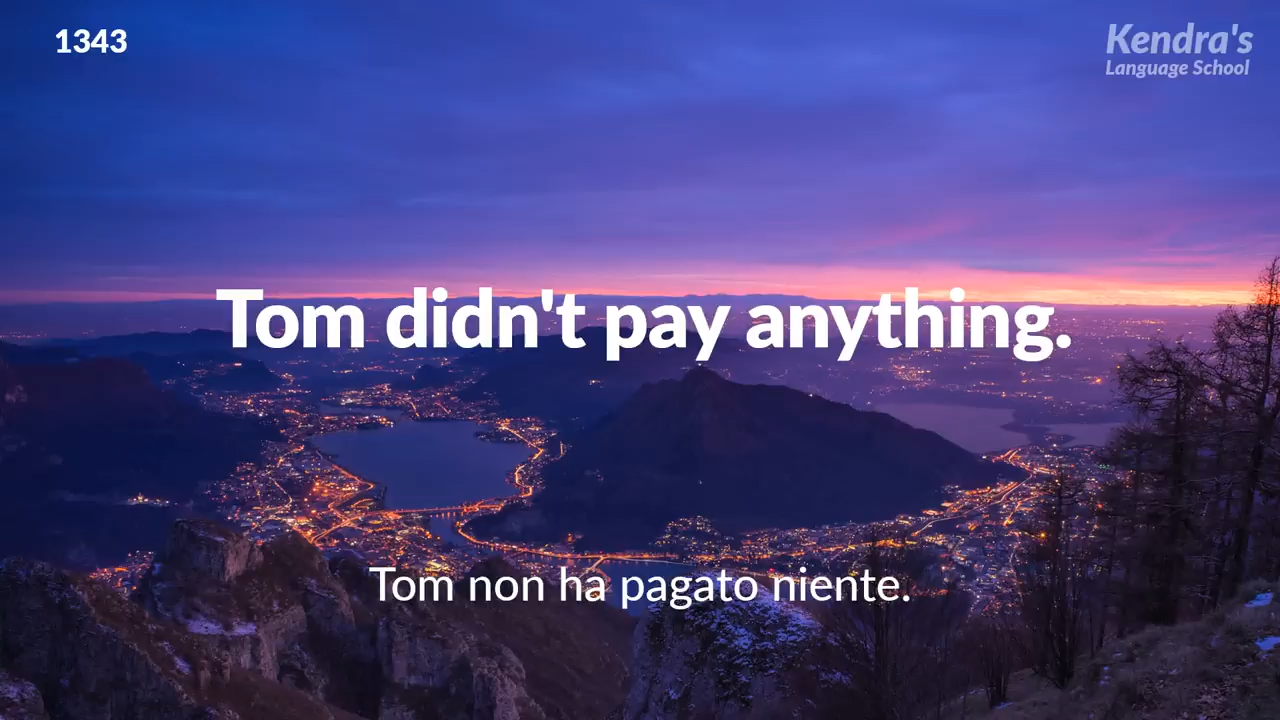 1343
Kendra's
Language School
Tom didn't pay anything.
Tom non ha pagato niente.